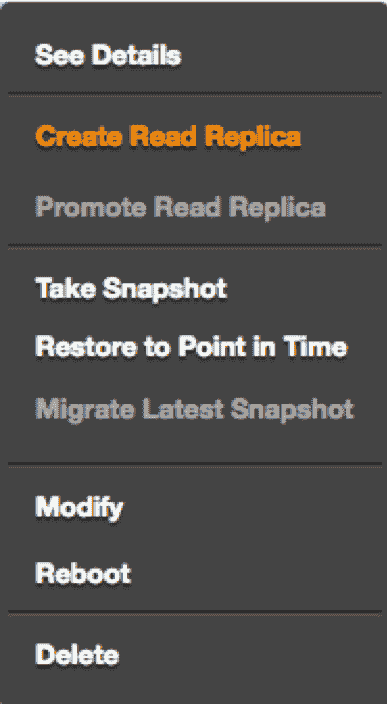 See Details
Create Read Replica
Promote Read Replica
Take Snapshot
Restore to Point in Time
Migrate Latest Snapshot
Modify
Reboot
Delete